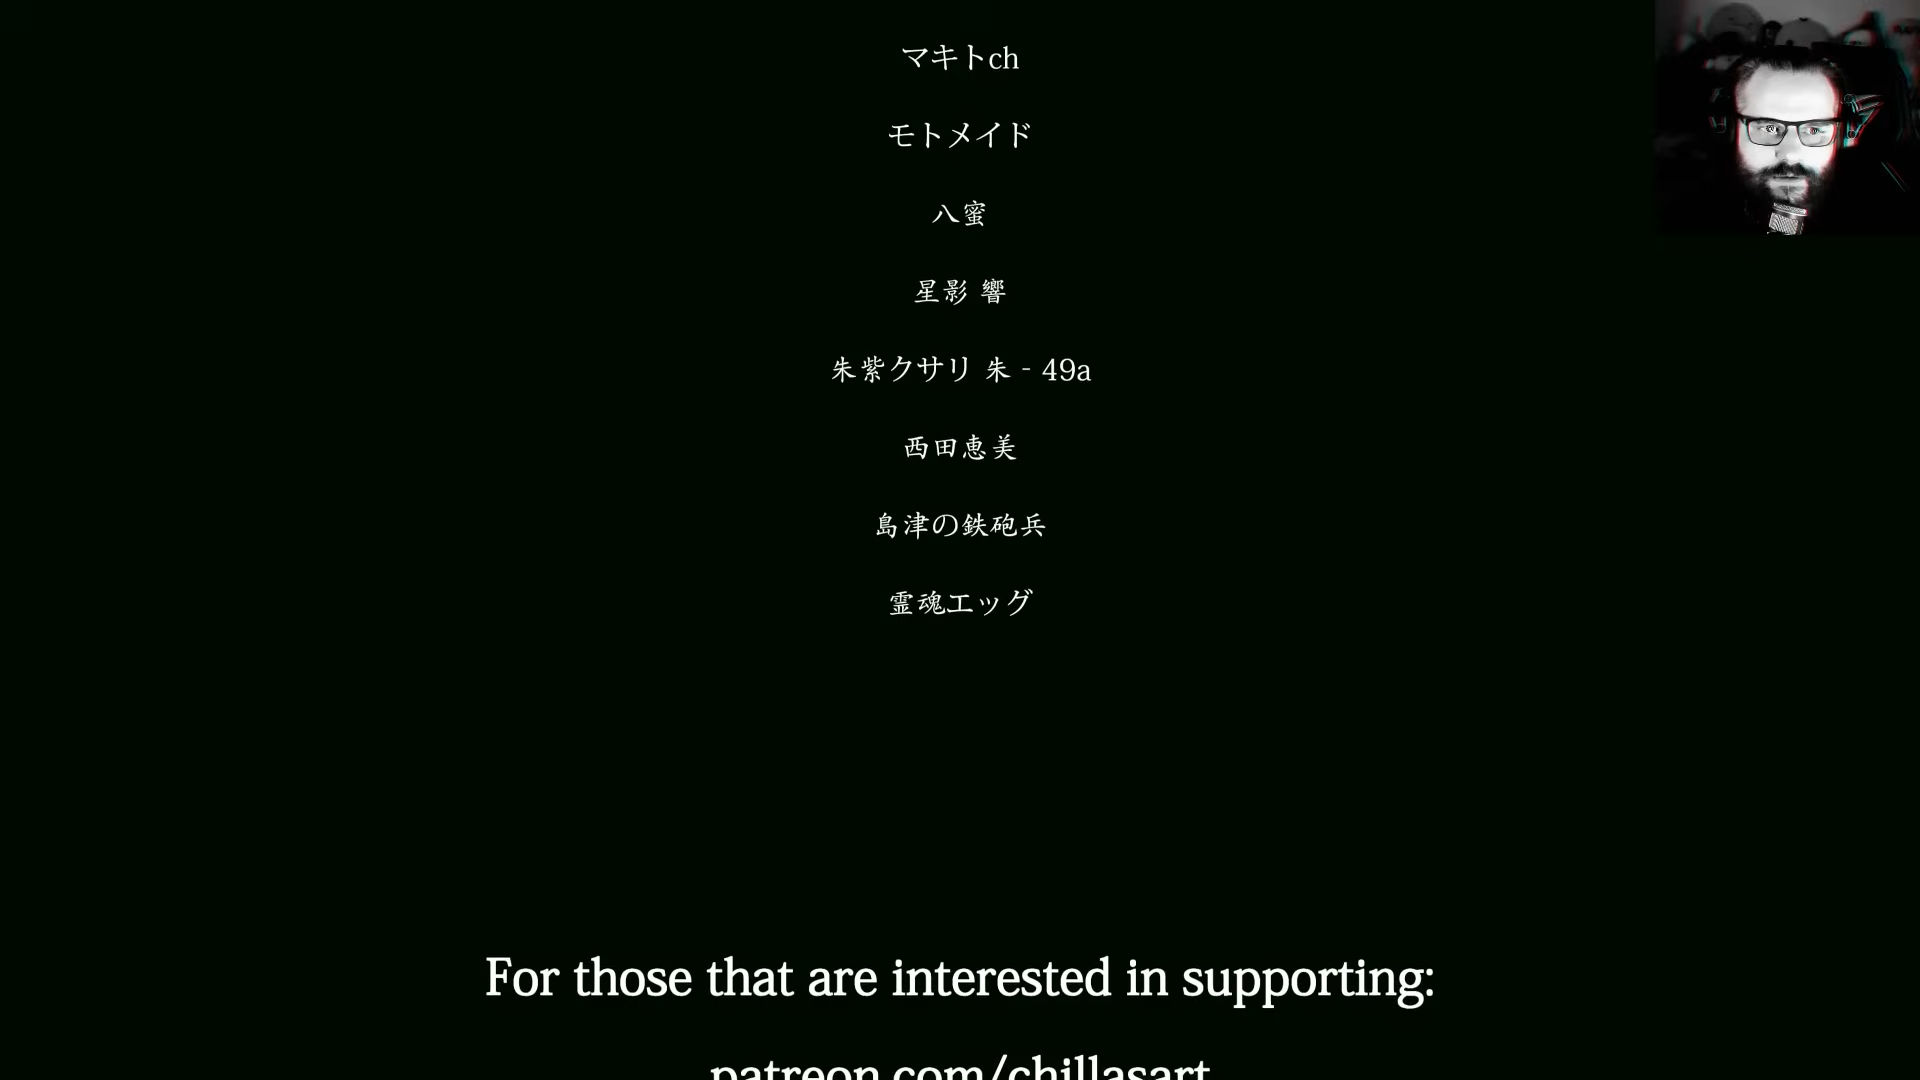 マキトch
モトメイド
八蜜
星影 響
朱紫クサリ 朱 - 49a
西田恵美
島津の鉄砲兵
霊魂エッグ
For those that are interested in supporting:
patreon.com/chillasart